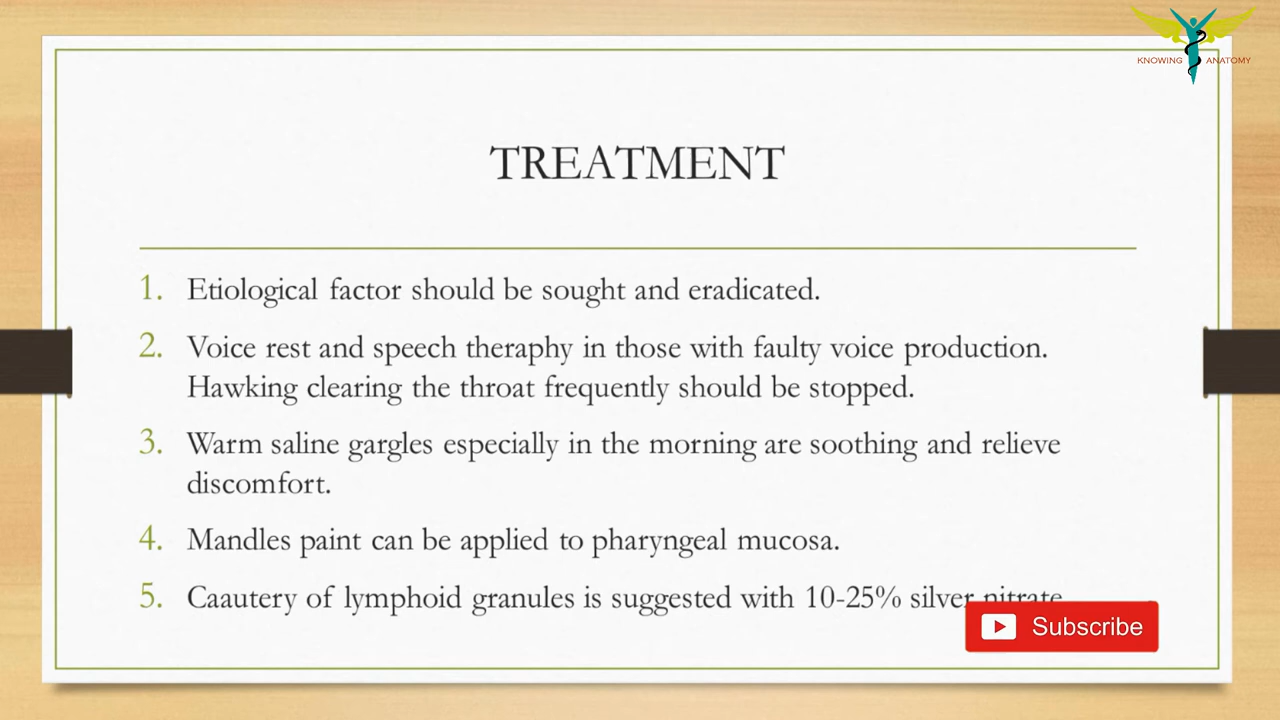 KNOWING ANATOMY
TREATMENT
1. Etiological factor should be sought and eradicated.
2. Voice rest and speech theraphy in those with faulty voice production.
Hawking clearing the throat frequently should be stopped.
3. Warm saline gargles especially in the morning are soothing and relieve
discomfort.
4. Mandles paint can be applied to pharyngeal mucosa.
5. Caautery of lymphoid granules is suggested with 10-25% silver nitrate
Subscribe